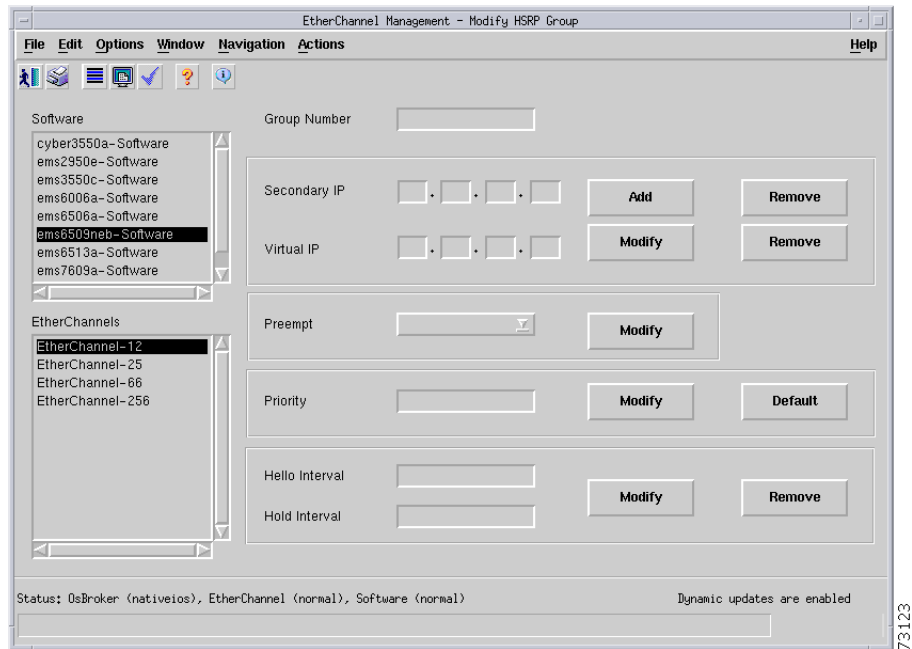 EtherChannel Management - Modify HSRP Group
File Edit Options Window Navigation Actions Help
Software
cyber3550a-Software
ems2950e-Software
ems3550c-Software
ems6006a-Software
ems6506a-Software
ems6509neb-Software
ems6513a-Software
ems7609a-Software
EtherChannels
EtherChannel-12
EtherChannel-25
EtherChannel-66
EtherChannel-256
Group Number
Secondary IP . . . Add Remove
Virtual IP . . . Modify Remove
Preempt Modify
Priority Modify Default
Hello Interval
Hold Interval
Modify Remove
Status: OsBroker (nativeios), EtherChannel (normal), Software (normal) Dynamic updates are enabled
73123